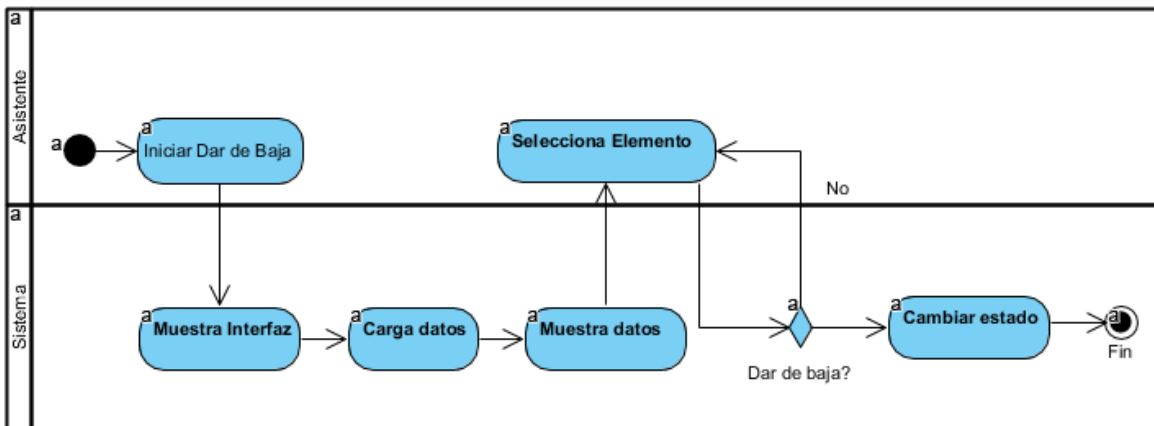 a
Asistente
a
a
Iniciar Dar de Baja
a
Selecciona Elemento
No
a
Sistema
a
Muestra Interfaz
a
Carga datos
a
Muestra datos
a
Dar de baja?
a
Cambiar estado
a
Fin